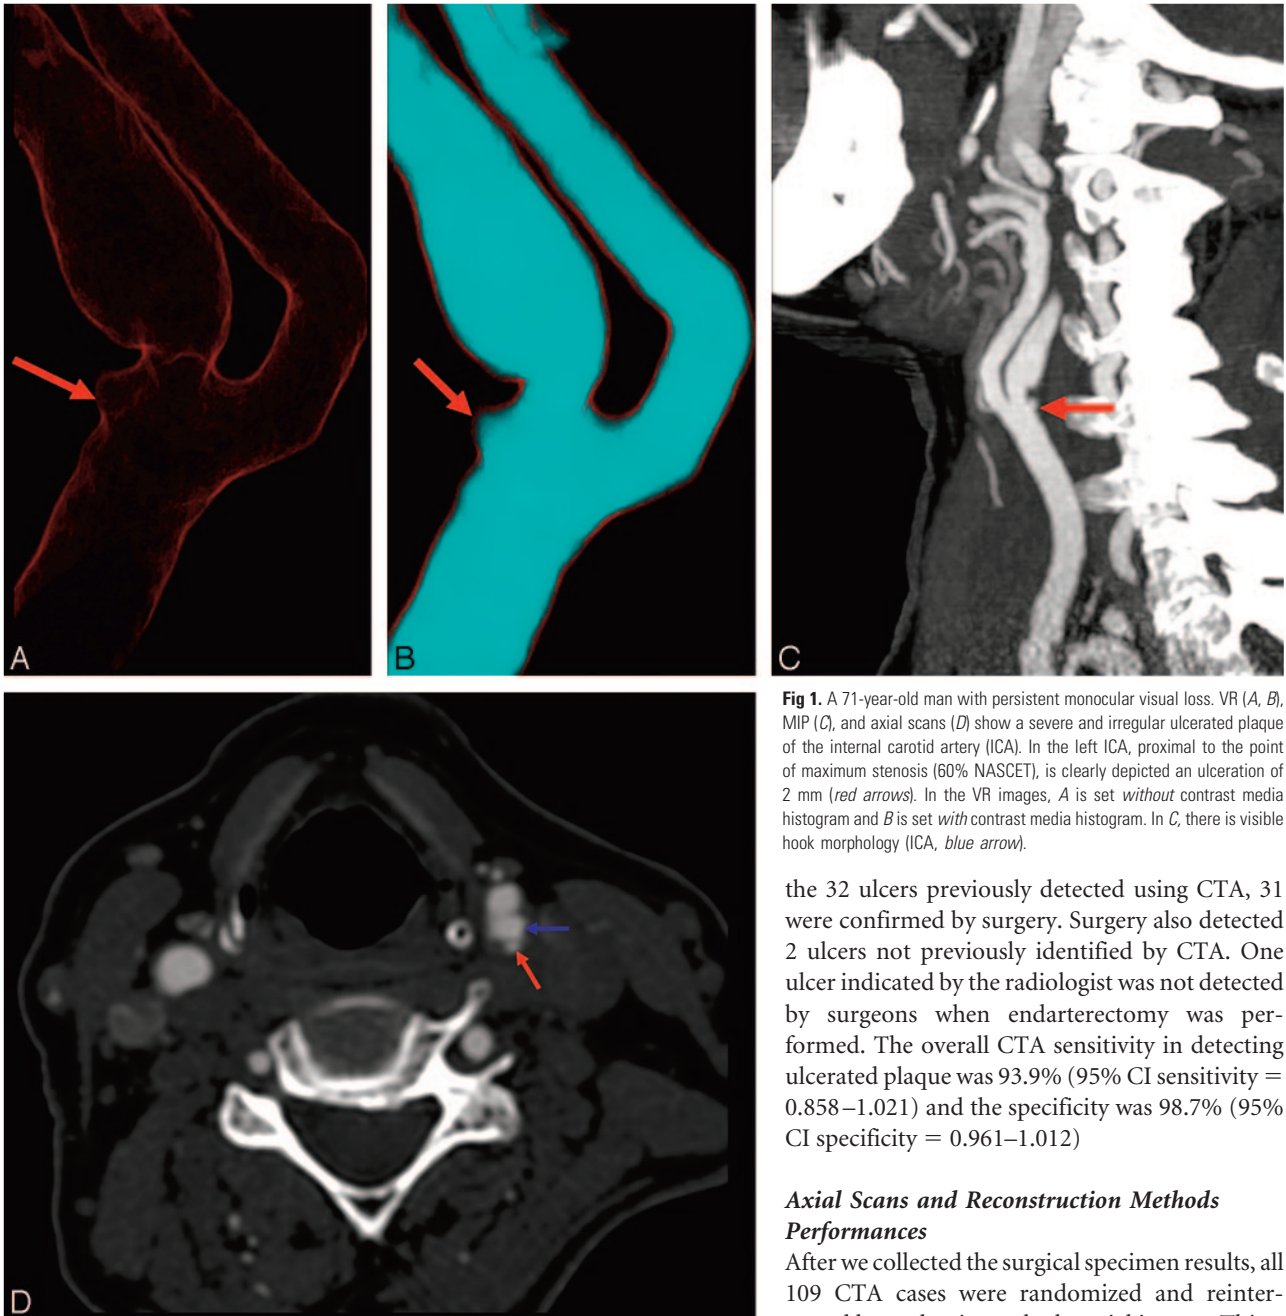 A
B
C
D
Fig 1. A 71-year-old man with persistent monocular visual loss. VR (A, B),
MIP (C), and axial scans (D) show a severe and irregular ulcerated plaque
of the internal carotid artery (ICA). In the left ICA, proximal to the point
of maximum stenosis (60% NASCET), is clearly depicted an ulceration of
2 mm (red arrows). In the VR images, A is set without contrast media
histogram and B is set with contrast media histogram. In C, there is visible
hook morphology (ICA, blue arrow).
the 32 ulcers previously detected using CTA, 31
were confirmed by surgery. Surgery also detected
2 ulcers not previously identified by CTA. One
ulcer indicated by the radiologist was not detected
by surgeons when endarterectomy was per-
formed. The overall CTA sensitivity in detecting
ulcerated plaque was 93.9% (95% CI sensitivity =
0.858–1.021) and the specificity was 98.7% (95%
CI specificity = 0.961–1.012)
Axial Scans and Reconstruction Methods
Performances
After we collected the surgical specimen results, all
109 CTA cases were randomized and reinter-